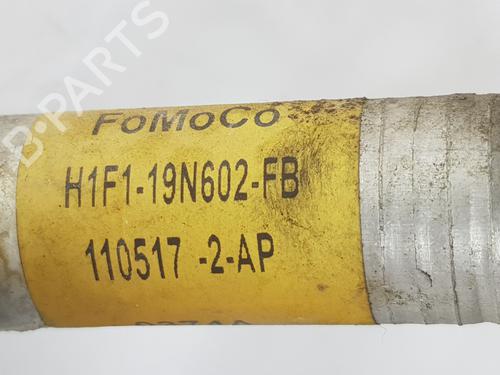 B-PARTS
FoMoCo
H1F1-19N602-FB
110517 -2-AP